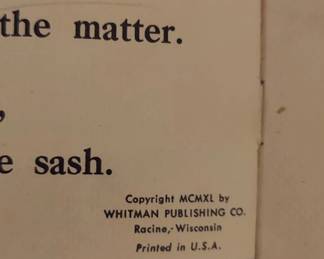 the matter.
,
e sash.
Copyright MCMXL by
WHITMAN PUBLISHING CO.
Racine, Wisconsin
Printed in U.S.A.